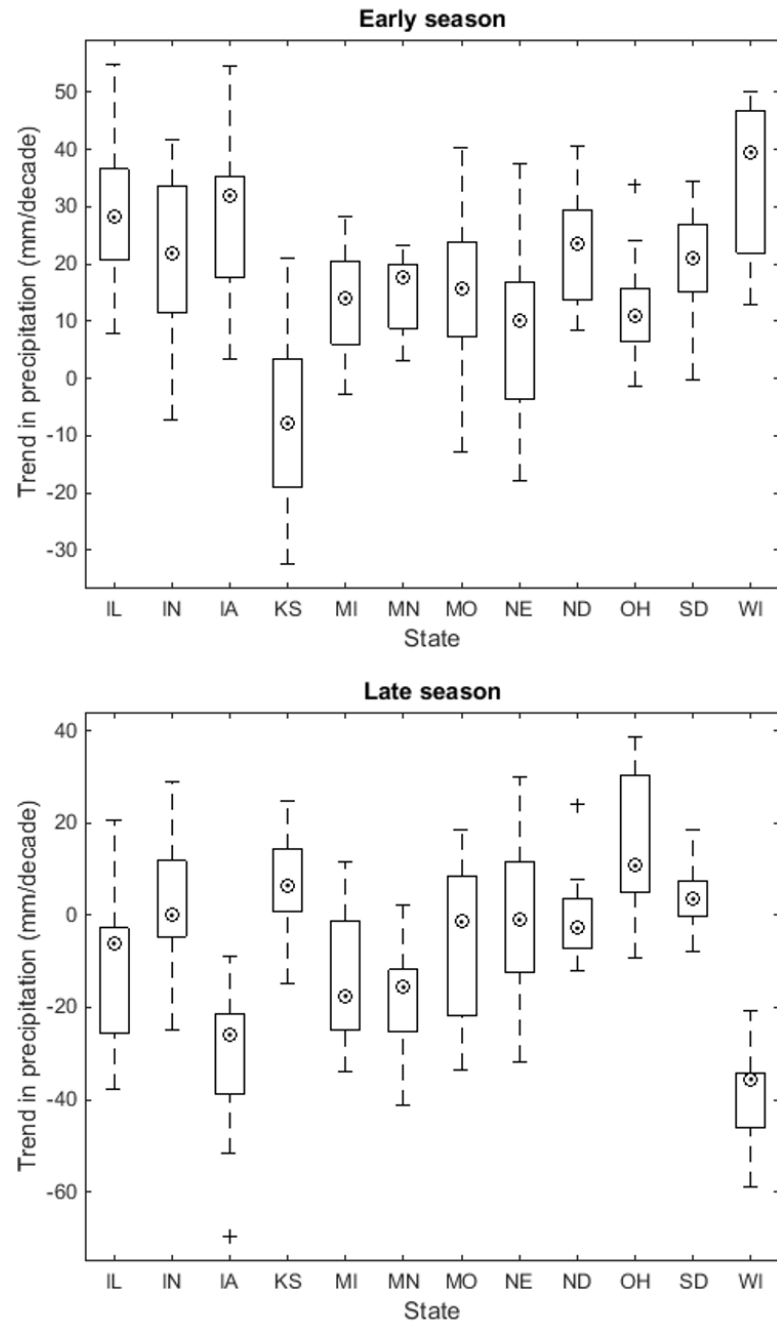 Early season
50
40
30
20
10
0
-10
-20
-30
Trend in precipitation (mm/decade)
IL IN IA KS MI MN MO NE ND OH SD WI
State
Late season
40
20
0
-20
-40
-60
Trend in precipitation (mm/decade)
IL IN IA KS MI MN MO NE ND OH SD WI
State